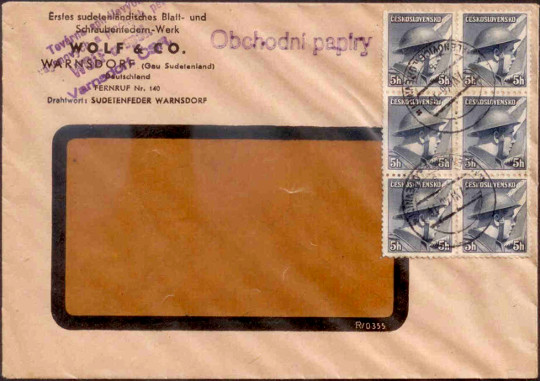 Erstes sudetenländisches Blatt- und
Schraubenfedern-Werk
WOLF & CO.
WARNSDORF (Gau Sudetenland)
Deutschland
FERNRUF Nr. 140
Drahtwort: SUDETENFEDER WARNSDORF
Obchodní papíry
ČESKOSLOVENSKO
5h
ČESKOSLOVENSKO
5h
ČESKOSLOVENSKO
5h
ČESKOSLOVENSKO
5h
ČESKOSLOVENSKO
5h
ČESKOSLOVENSKO
5h
R/0355